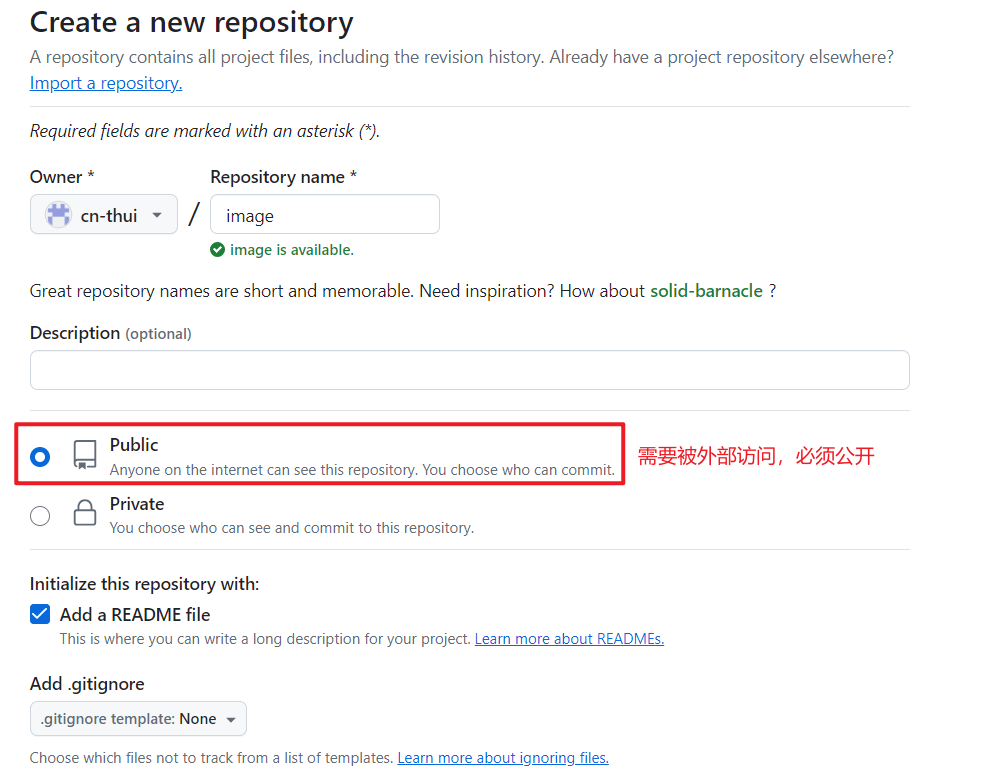 Create a new repository
A repository contains all project files, including the revision history. Already have a project repository elsewhere?
Import a repository.
Required fields are marked with an asterisk (*).
Owner * Repository name *
cn-thui / image
image is available.
Great repository names are short and memorable. Need inspiration? How about solid-barnacle ?
Description (optional)
Public
Anyone on the internet can see this repository. You choose who can commit. 需要被外部访问，必须公开
Private
You choose who can see and commit to this repository.
Initialize this repository with:
Add a README file
This is where you can write a long description for your project. Learn more about READMEs.
Add .gitignore
.gitignore template: None
Choose which files not to track from a list of templates. Learn more about ignoring files.